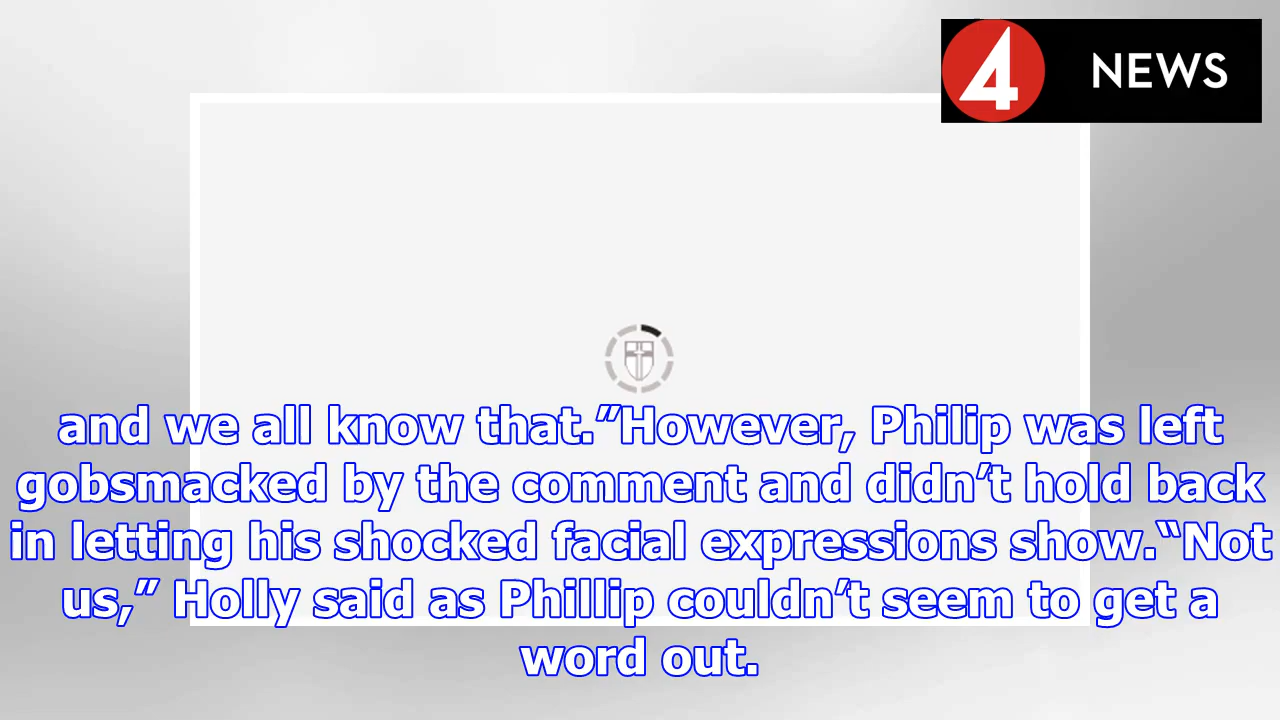 4 NEWS
and we all know that.”However, Philip was left
gobsmacked by the comment and didn’t hold back
in letting his shocked facial expressions show.“Not
us,” Holly said as Phillip couldn’t seem to get a
word out.